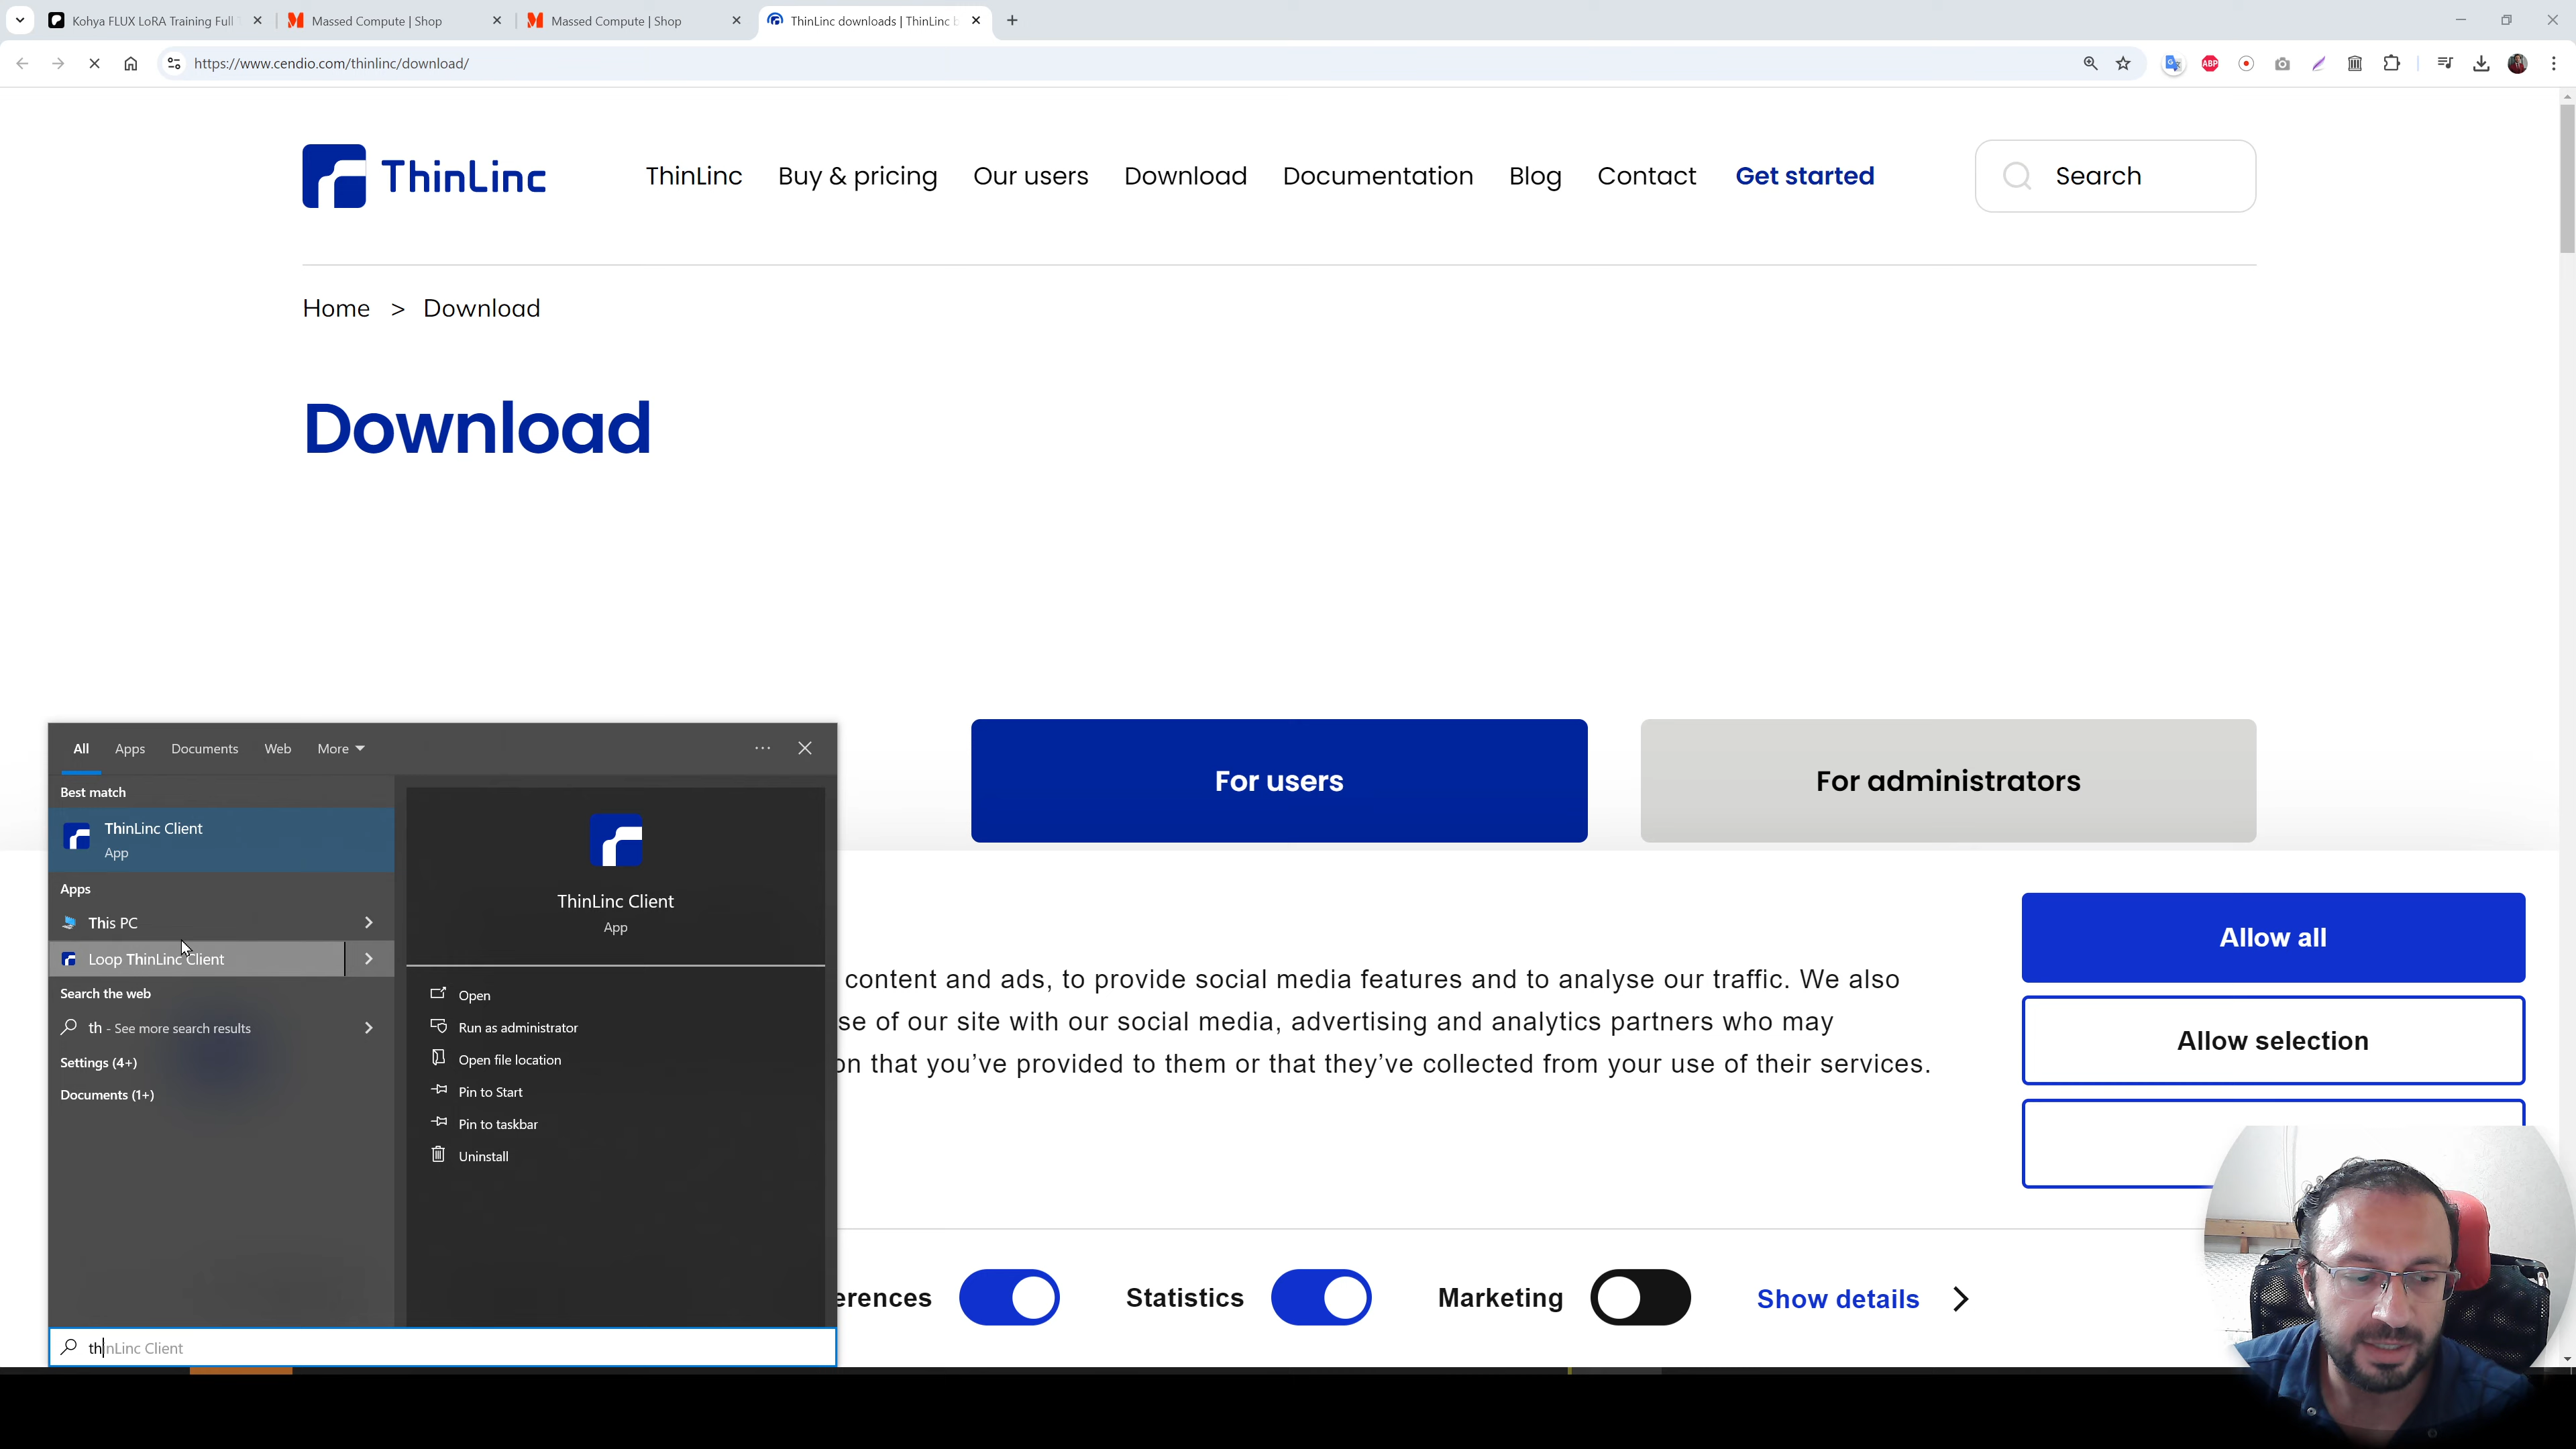 Kohya FLUX LoRA Training Full
Massed Compute | Shop
Massed Compute | Shop
ThinLinc downloads | ThinLinc b
https://www.cendio.com/thinlinc/download/
ABP
ThinLinc
ThinLinc Buy & pricing Our users Download Documentation Blog Contact Get started
Search
Home > Download
Download
For users
For administrators
All Apps Documents Web More
Best match
ThinLinc Client
App
Apps
This PC
Loop ThinLinc Client
Search the web
th - See more search results
Settings (4+)
Documents (1+)
ThinLinc Client
App
Open
Run as administrator
Open file location
Pin to Start
Pin to taskbar
Uninstall
thinLinc Client
content and ads, to provide social media features and to analyse our traffic. We also
se of our site with our social media, advertising and analytics partners who may
on that you've provided to them or that they've collected from your use of their services.
Allow all
Allow selection
erences
Statistics
Marketing
Show details